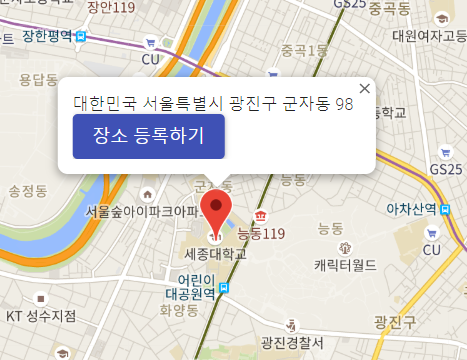 장안119
GS25
중곡동
장한평역
CU
중곡1동
대원여자고등
용답동
대한민국 서울특별시 광진구 군자동 98
장소 등록하기
GS25
송정동
군자동
능동
서울숲아이파크아파트
아차산역
능동119
능동
CU
세종대학교
캐릭터월드
어린이
대공원역
KT 성수지점
화양동
광진구
광진경찰서